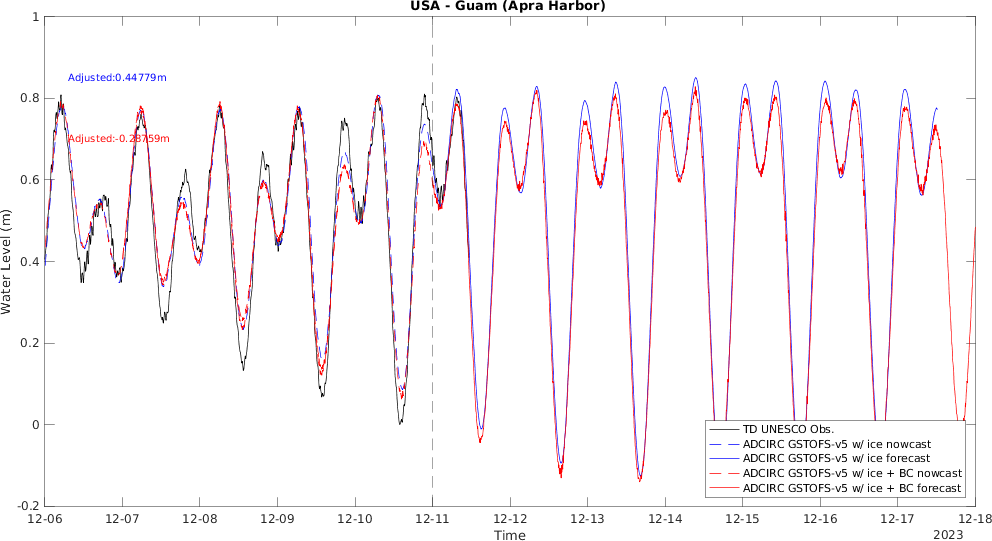 USA - Guam (Apra Harbor)
1
0.8
0.6
0.4
0.2
0
-0.2
Water Level (m)
Adjusted:0.44779m
Adjusted:-0.28759m
TD UNESCO Obs.
ADCIRC GSTOFS-v5 w/ ice nowcast
ADCIRC GSTOFS-v5 w/ ice forecast
ADCIRC GSTOFS-v5 w/ ice + BC nowcast
ADCIRC GSTOFS-v5 w/ ice + BC forecast
12-06 12-07 12-08 12-09 12-10 12-11 12-12 12-13 12-14 12-15 12-16 12-17 12-18
Time
2023